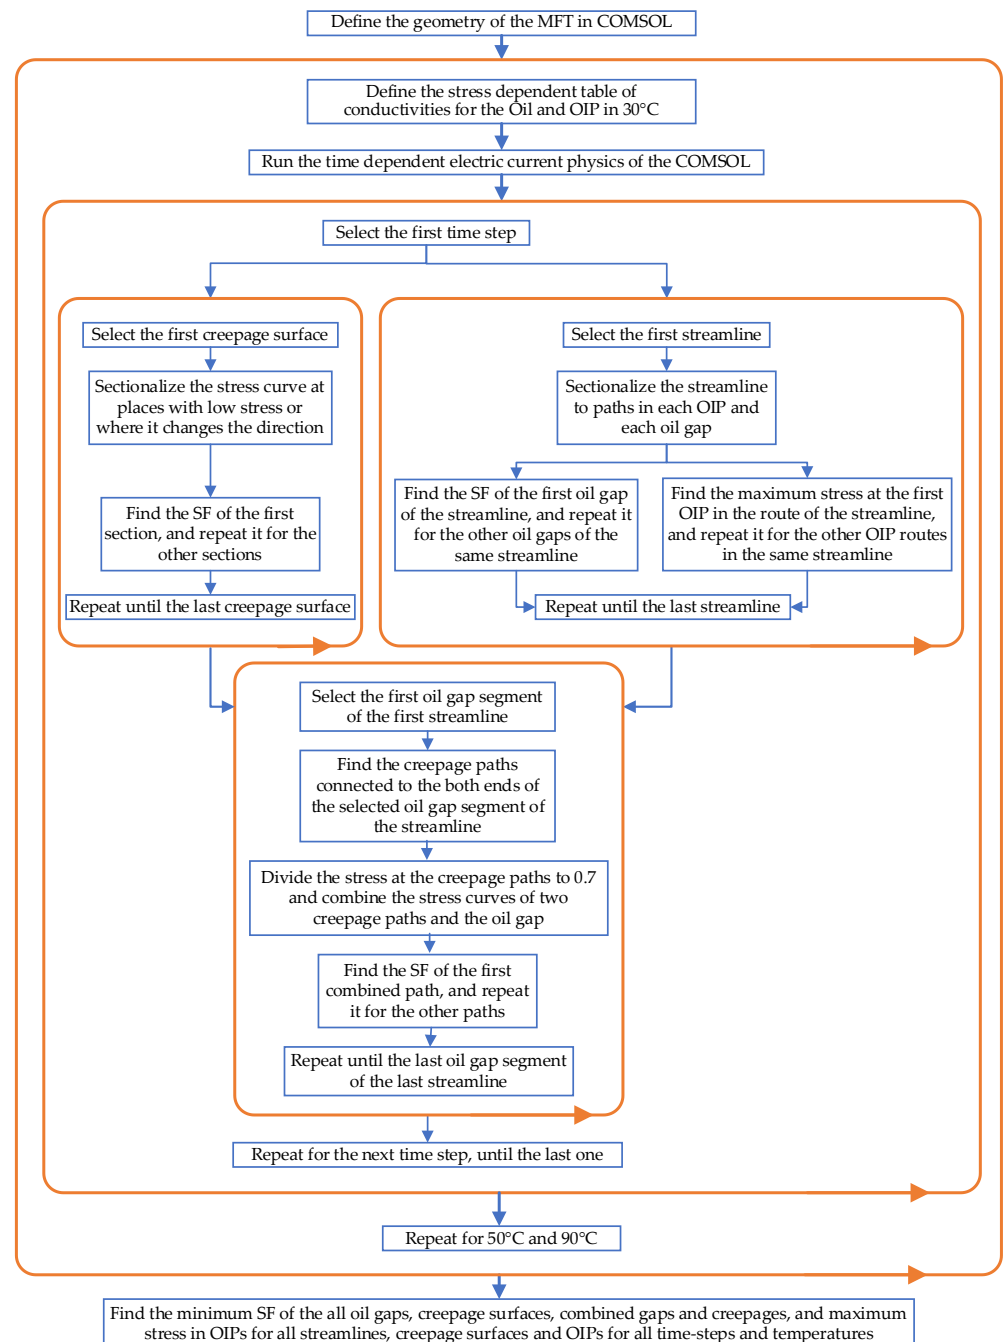 Define the geometry of the MFT in COMSOL
Define the stress dependent table of
conductivities for the Oil and OIP in 30°C
Run the time dependent electric current physics of the COMSOL
Select the first time step
Select the first creepage surface
Sectionalize the stress curve at
places with low stress or
where it changes the direction
Find the SF of the first
section, and repeat it for the
other sections
Repeat until the last creepage surface
Select the first streamline
Sectionalize the streamline
to paths in each OIP and
each oil gap
Find the SF of the first oil gap
of the streamline, and repeat it
for the other oil gaps of the
same streamline
Find the maximum stress at the first
OIP in the route of the streamline,
and repeat it for the other OIP routes
in the same streamline
Repeat until the last streamline
Select the first oil gap segment
of the first streamline
Find the creepage paths
connected to the both ends of
the selected oil gap segment of
the streamline
Divide the stress at the creepage paths to 0.7
and combine the stress curves of two
creepage paths and the oil gap
Find the SF of the first
combined path, and repeat
it for the other paths
Repeat until the last oil gap segment
of the last streamline
Repeat for the next time step, until the last one
Repeat for 50°C and 90°C
Find the minimum SF of the all oil gaps, creepage surfaces, combined gaps and creepages, and maximum
stress in OIPs for all streamlines, creepage surfaces and OIPs for all time-steps and temperatures